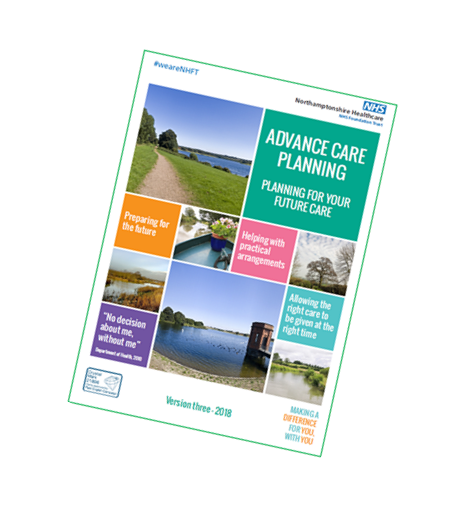 #weareNHFT
Northamptonshire Healthcare
NHS
NHS Foundation Trust
ADVANCE CARE
PLANNING
PLANNING FOR YOUR
FUTURE CARE
Preparing for
the future
Helping with
practical
arrangements
Allowing the
right care to
be given at the
right time
"No decision
about me,
without me"
Department of Health, 2010
Crystal
Mark
Version three - 2018
MAKING A
DIFFERENCE
FOR YOU,
WITH YOU